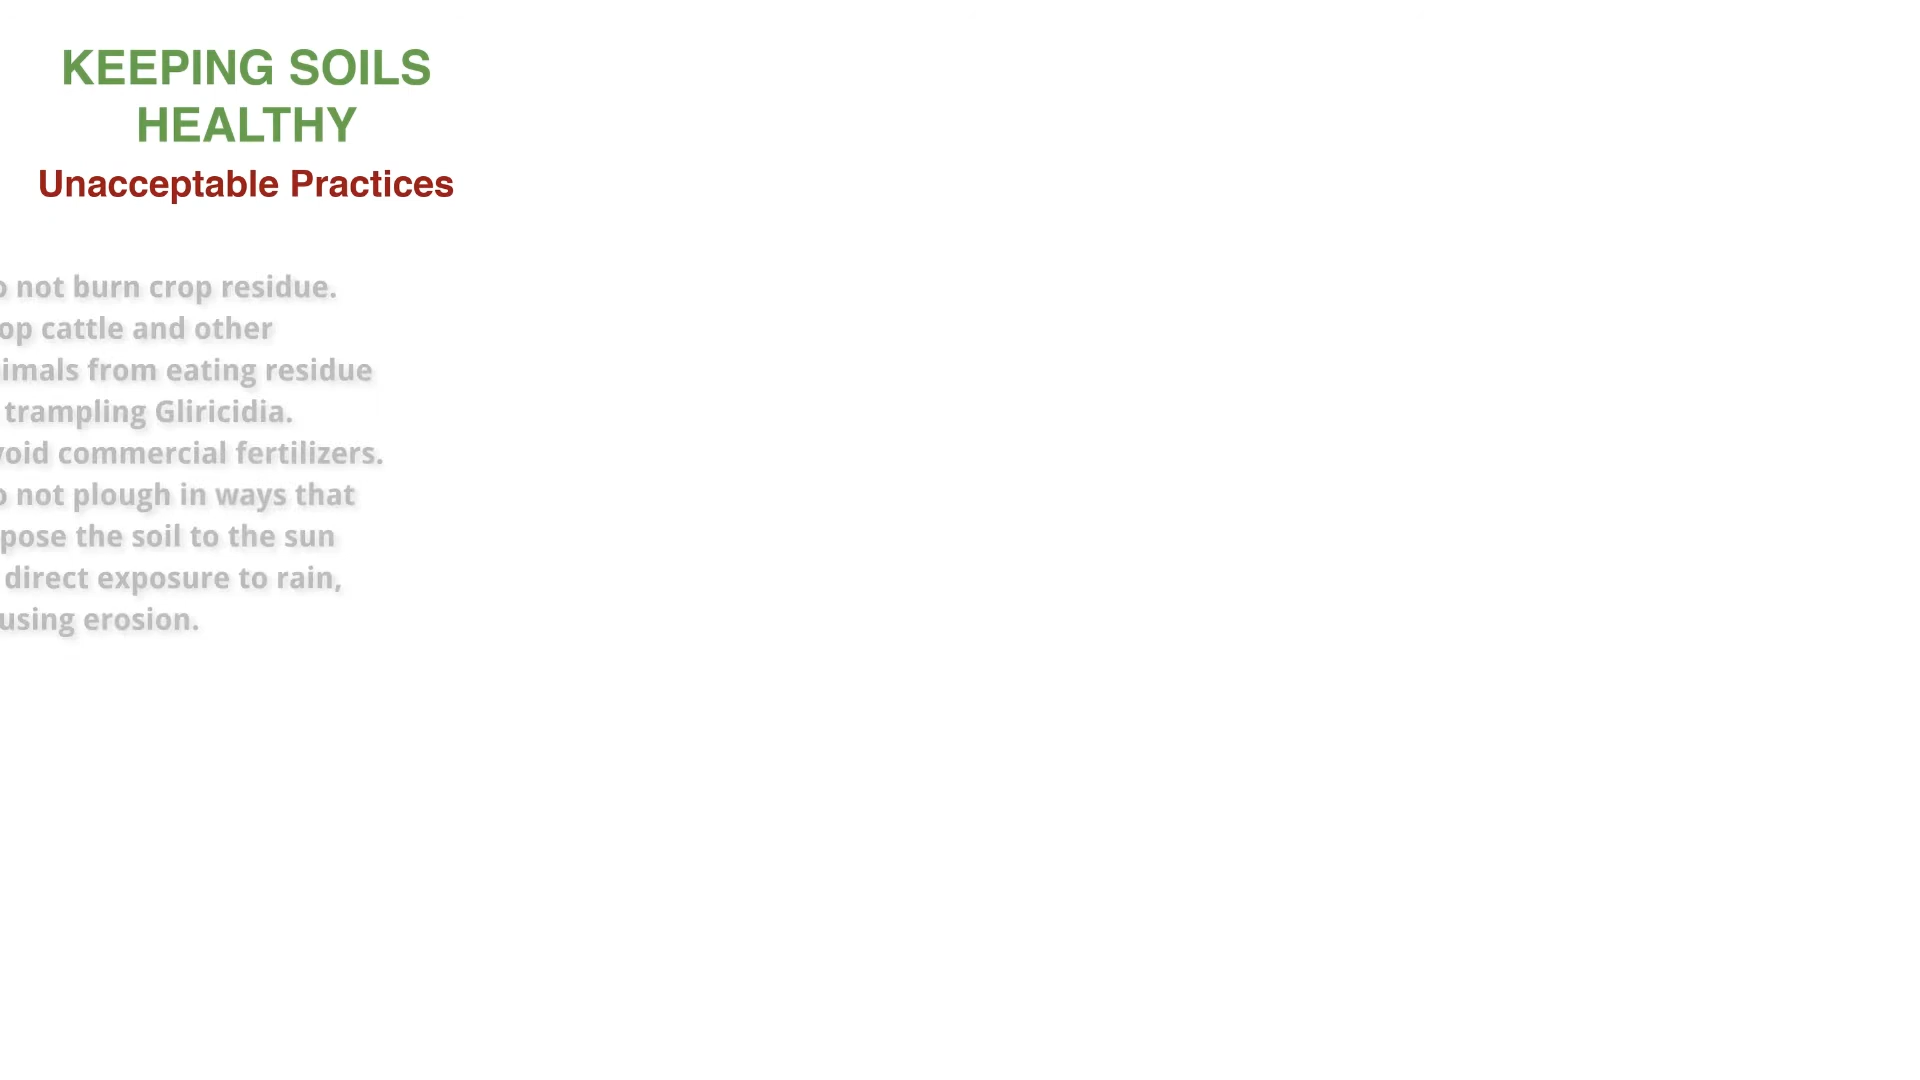 KEEPING SOILS
HEALTHY
Unacceptable Practices
not burn crop residue.
cattle and other
from eating residue
trampling Gliricidia.
commercial fertilizers.
not plough in ways that
the soil to the sun
direct exposure to rain,
erosion.